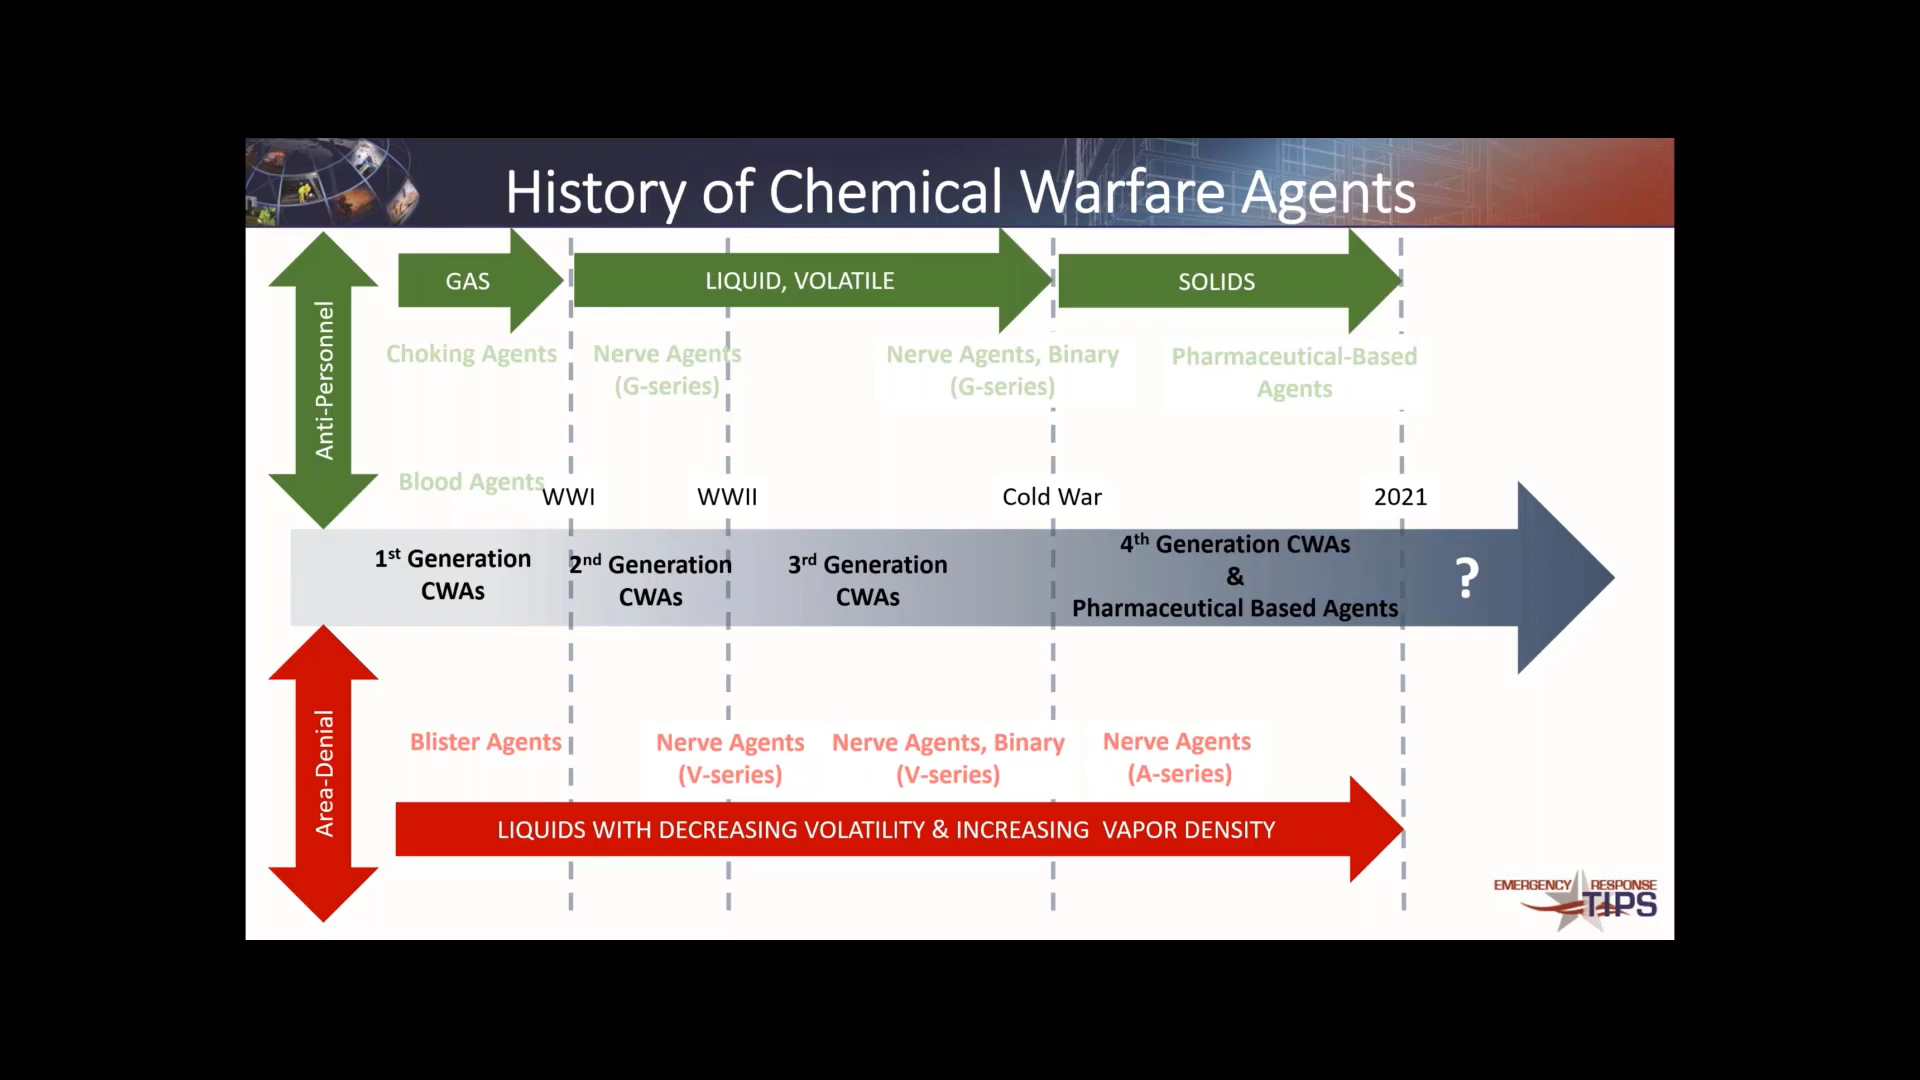 History of Chemical Warfare Agents
Anti-Personnel
GAS
LIQUID, VOLATILE
SOLIDS
Choking Agents
Nerve Agents
(G-series)
Nerve Agents, Binary
(G-series)
Pharmaceutical-Based
Agents
Blood Agents
WWI
WWII
Cold War
2021
1st Generation
CWAs
2nd Generation
CWAs
3rd Generation
CWAs
4th Generation CWAs
&
Pharmaceutical Based Agents
?
Area-Denial
Blister Agents
Nerve Agents
(V-series)
Nerve Agents, Binary
(V-series)
Nerve Agents
(A-series)
LIQUIDS WITH DECREASING VOLATILITY & INCREASING VAPOR DENSITY
EMERGENCY RESPONSE
TIPS